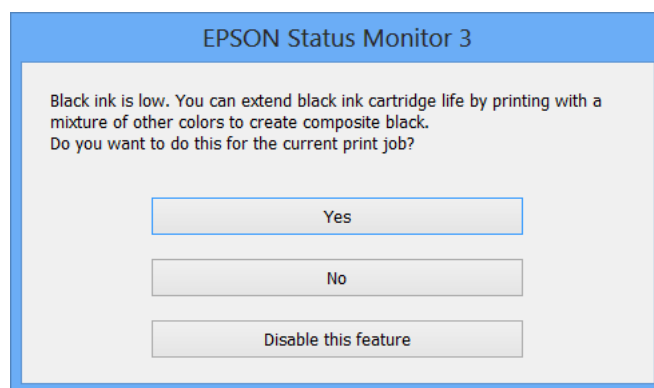 EPSON Status Monitor 3
Black ink is low. You can extend black ink cartridge life by printing with a
mixture of other colors to create composite black.
Do you want to do this for the current print job?
Yes
No
Disable this feature